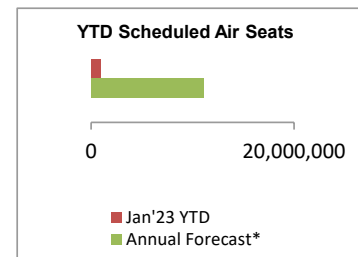 YTD Scheduled Air Seats
0 20,000,000
Jan'23 YTD
Annual Forecast*